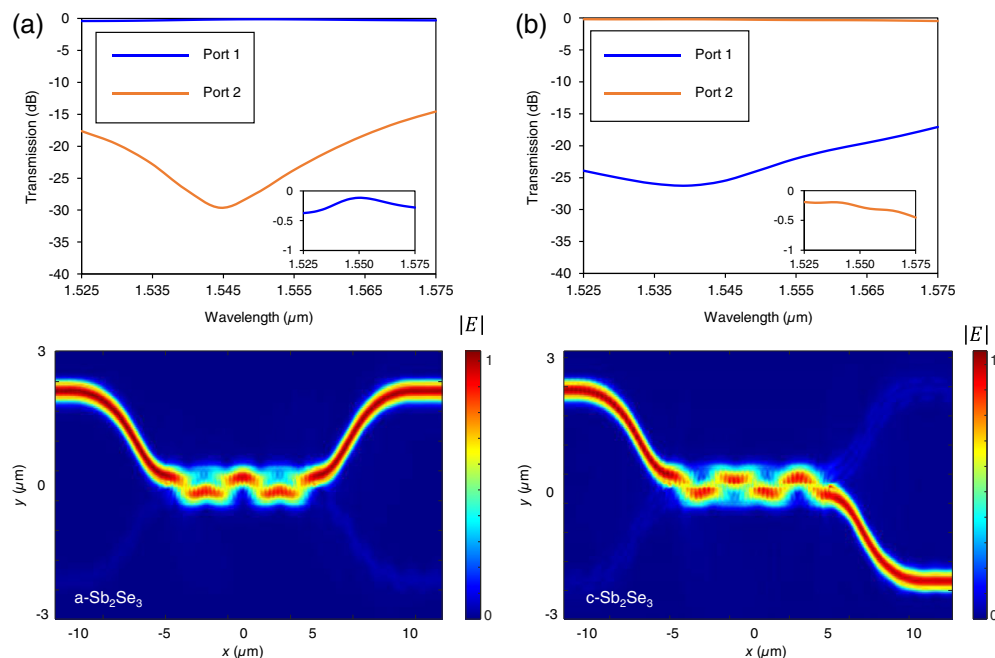 (a)
Transmission (dB)
0
-5
-10
-15
-20
-25
-30
-35
-40
Port 1
Port 2
0
-0.5
-1
1.525 1.550 1.575
1.525 1.535 1.545 1.555 1.565 1.575
Wavelength (µm)
(b)
Transmission (dB)
0
-5
-10
-15
-20
-25
-30
-35
-40
Port 1
Port 2
0
-0.5
-1
1.525 1.550 1.575
1.525 1.535 1.545 1.555 1.565 1.575
Wavelength (µm)
|E|
y (µm)
3
0
-3
a-Sb₂Se₃
-10 -5 0 5 10
x (µm)
1
0
|E|
y (µm)
3
0
-3
c-Sb₂Se₃
-10 -5 0 5 10
x (µm)
1
0